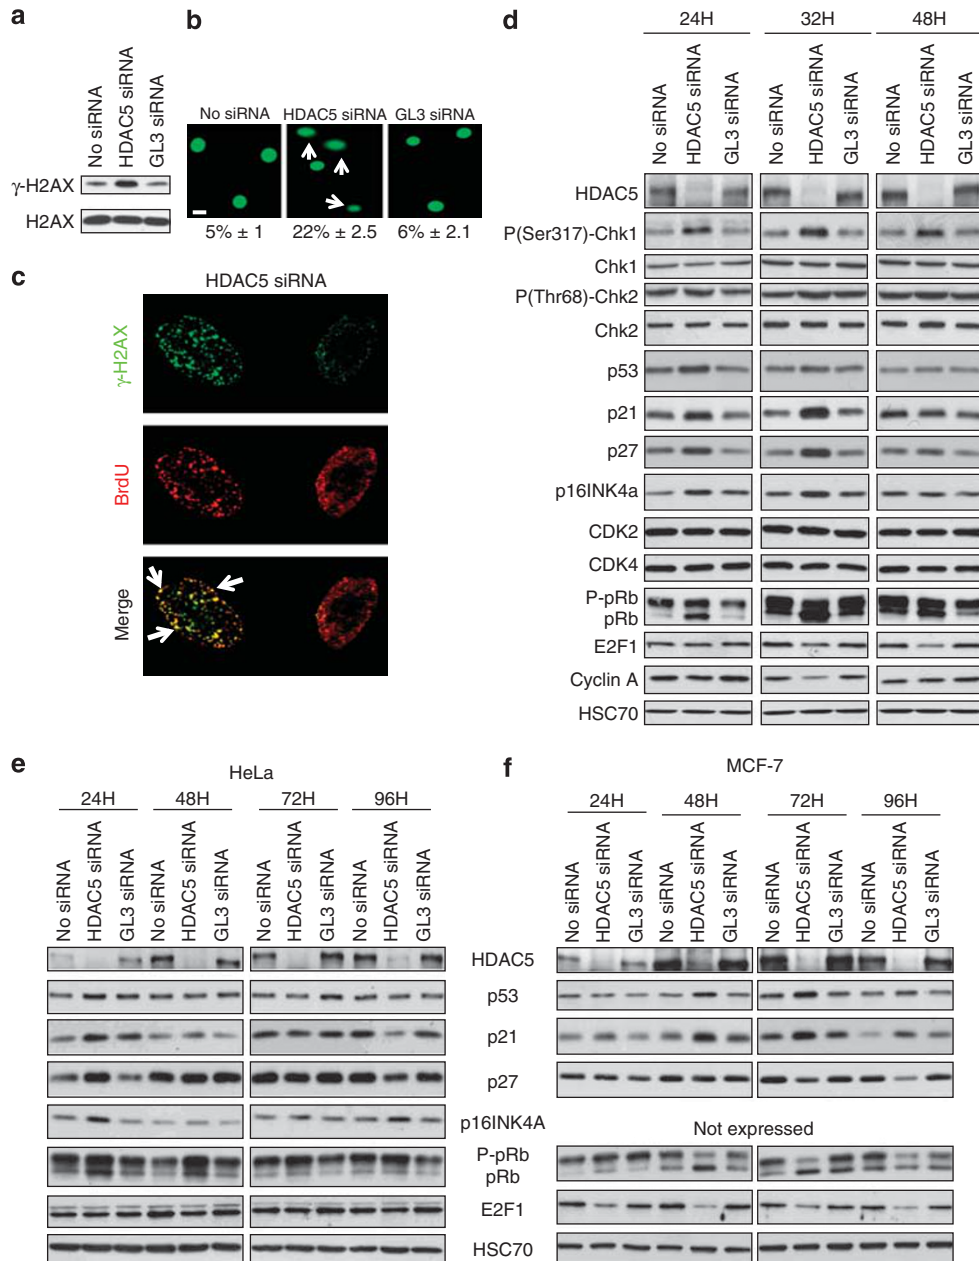 a
No siRNA
HDAC5 siRNA
GL3 siRNA
γ-H2AX
H2AX
b
No siRNA HDAC5 siRNA GL3 siRNA
5% ± 1 22% ± 2.5 6% ± 2.1
c
HDAC5 siRNA
γ-H2AX
BrdU
Merge
d
24H 32H 48H
No siRNA
HDAC5 siRNA
GL3 siRNA
No siRNA
HDAC5 siRNA
GL3 siRNA
No siRNA
HDAC5 siRNA
GL3 siRNA
HDAC5
P(Ser317)-Chk1
Chk1
P(Thr68)-Chk2
Chk2
p53
p21
p27
p16INK4a
CDK2
CDK4
P-pRb
pRb
E2F1
Cyclin A
HSC70
e
HeLa
24H 48H 72H 96H
No siRNA
HDAC5 siRNA
GL3 siRNA
No siRNA
HDAC5 siRNA
GL3 siRNA
No siRNA
HDAC5 siRNA
GL3 siRNA
No siRNA
HDAC5 siRNA
GL3 siRNA
f
MCF-7
24H 48H 72H 96H
No siRNA
HDAC5 siRNA
GL3 siRNA
No siRNA
HDAC5 siRNA
GL3 siRNA
No siRNA
HDAC5 siRNA
GL3 siRNA
No siRNA
HDAC5 siRNA
GL3 siRNA
HDAC5
p53
p21
p27
p16INK4A
Not expressed
P-pRb
pRb
E2F1
HSC70